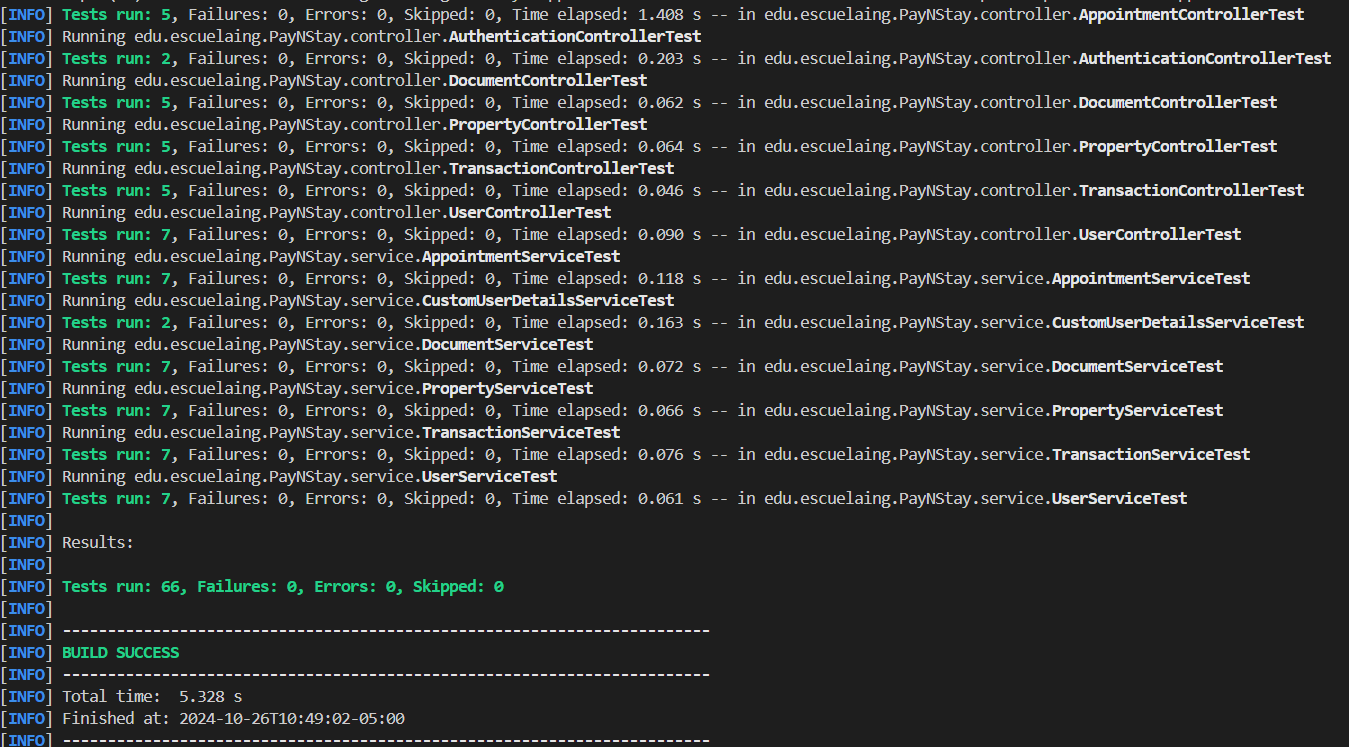 [INFO] Tests run: 5, Failures: 0, Errors: 0, Skipped: 0, Time elapsed: 1.408 s -- in edu.escuelaing.PayNStay.controller.AppointmentControllerTest
[INFO] Running edu.escuelaing.PayNStay.controller.AuthenticationControllerTest
[INFO] Tests run: 2, Failures: 0, Errors: 0, Skipped: 0, Time elapsed: 0.203 s -- in edu.escuelaing.PayNStay.controller.AuthenticationControllerTest
[INFO] Running edu.escuelaing.PayNStay.controller.DocumentControllerTest
[INFO] Tests run: 5, Failures: 0, Errors: 0, Skipped: 0, Time elapsed: 0.062 s -- in edu.escuelaing.PayNStay.controller.DocumentControllerTest
[INFO] Running edu.escuelaing.PayNStay.controller.PropertyControllerTest
[INFO] Tests run: 5, Failures: 0, Errors: 0, Skipped: 0, Time elapsed: 0.064 s -- in edu.escuelaing.PayNStay.controller.PropertyControllerTest
[INFO] Running edu.escuelaing.PayNStay.controller.TransactionControllerTest
[INFO] Tests run: 5, Failures: 0, Errors: 0, Skipped: 0, Time elapsed: 0.046 s -- in edu.escuelaing.PayNStay.controller.TransactionControllerTest
[INFO] Running edu.escuelaing.PayNStay.controller.UserControllerTest
[INFO] Tests run: 7, Failures: 0, Errors: 0, Skipped: 0, Time elapsed: 0.090 s -- in edu.escuelaing.PayNStay.controller.UserControllerTest
[INFO] Running edu.escuelaing.PayNStay.service.AppointmentServiceTest
[INFO] Tests run: 7, Failures: 0, Errors: 0, Skipped: 0, Time elapsed: 0.118 s -- in edu.escuelaing.PayNStay.service.AppointmentServiceTest
[INFO] Running edu.escuelaing.PayNStay.service.CustomUserDetailsServiceTest
[INFO] Tests run: 2, Failures: 0, Errors: 0, Skipped: 0, Time elapsed: 0.163 s -- in edu.escuelaing.PayNStay.service.CustomUserDetailsServiceTest
[INFO] Running edu.escuelaing.PayNStay.service.DocumentServiceTest
[INFO] Tests run: 7, Failures: 0, Errors: 0, Skipped: 0, Time elapsed: 0.072 s -- in edu.escuelaing.PayNStay.service.DocumentServiceTest
[INFO] Running edu.escuelaing.PayNStay.service.PropertyServiceTest
[INFO] Tests run: 7, Failures: 0, Errors: 0, Skipped: 0, Time elapsed: 0.066 s -- in edu.escuelaing.PayNStay.service.PropertyServiceTest
[INFO] Running edu.escuelaing.PayNStay.service.TransactionServiceTest
[INFO] Tests run: 7, Failures: 0, Errors: 0, Skipped: 0, Time elapsed: 0.076 s -- in edu.escuelaing.PayNStay.service.TransactionServiceTest
[INFO] Running edu.escuelaing.PayNStay.service.UserServiceTest
[INFO] Tests run: 7, Failures: 0, Errors: 0, Skipped: 0, Time elapsed: 0.061 s -- in edu.escuelaing.PayNStay.service.UserServiceTest
[INFO]
[INFO] Results:
[INFO]
[INFO] Tests run: 66, Failures: 0, Errors: 0, Skipped: 0
[INFO]
[INFO] ------------------------------------------------------------------------
[INFO] BUILD SUCCESS
[INFO] ------------------------------------------------------------------------
[INFO] Total time:  5.328 s
[INFO] Finished at: 2024-10-26T10:49:02-05:00
[INFO] ------------------------------------------------------------------------